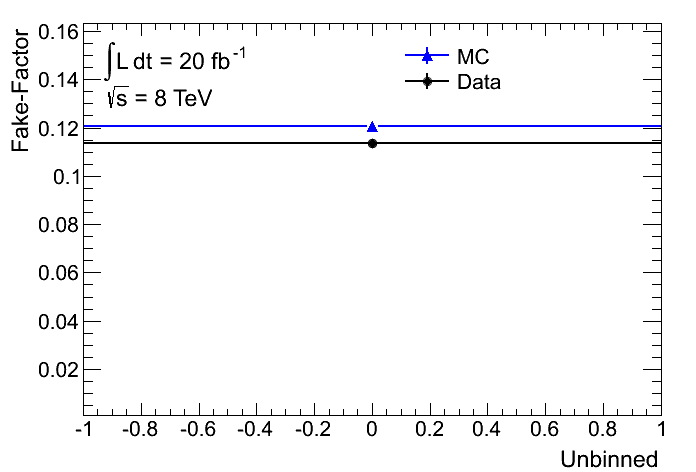 Fake-Factor
∫L dt = 20 fb⁻¹
√s = 8 TeV
MC
Data
0.16
0.14
0.12
0.1
0.08
0.06
0.04
0.02
-1 -0.8 -0.6 -0.4 -0.2 0 0.2 0.4 0.6 0.8 1
Unbinned